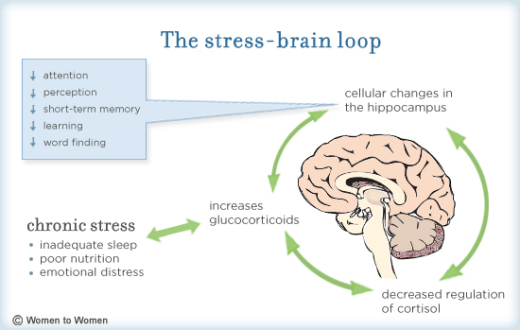 The stress-brain loop
↓ attention
↓ perception
↓ short-term memory
↓ learning
↓ word finding
cellular changes in
the hippocampus
increases
glucocorticoids
chronic stress
• inadequate sleep
• poor nutrition
• emotional distress
decreased regulation
of cortisol
© Women to Women